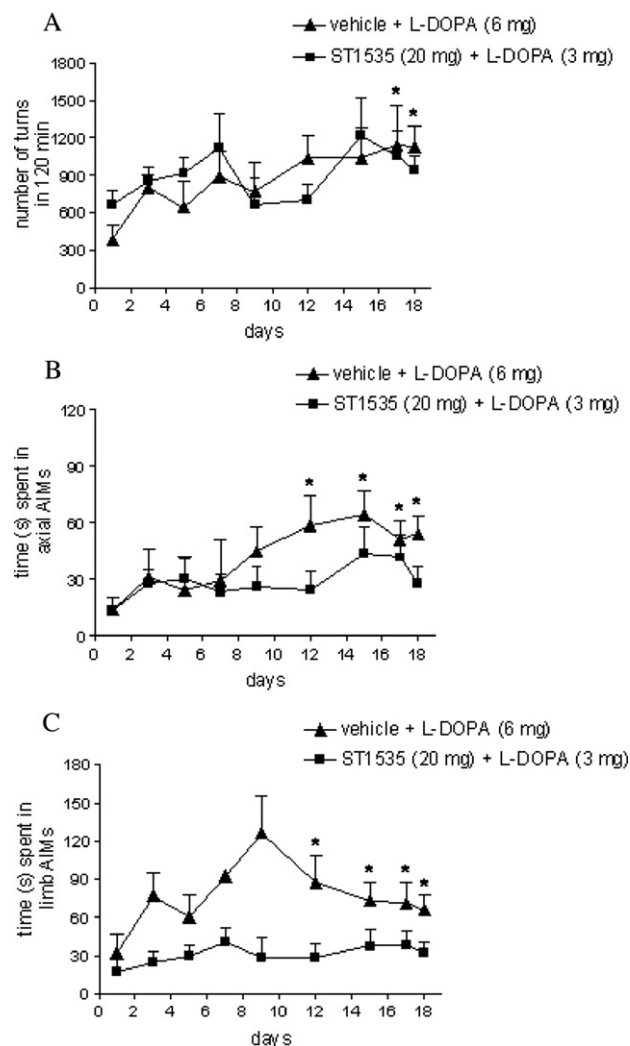 A
vehicle + L-DOPA (6 mg)
ST1535 (20 mg) + L-DOPA (3 mg)
number of turns
in 120 min
1800
1500
1200
900
600
300
0
* *
0 2 4 6 8 10 12 14 16 18
days
B
vehicle + L-DOPA (6 mg)
ST1535 (20 mg) + L-DOPA (3 mg)
time (s) spent in
axial AIMs
120
90
60
30
0
* * * *
0 2 4 6 8 10 12 14 16 18
days
C
vehicle + L-DOPA (6 mg)
ST1535 (20 mg) + L-DOPA (3 mg)
time (s) spent in
limb AIMs
180
150
120
90
60
30
0
* * * *
0 2 4 6 8 10 12 14 16 18
days